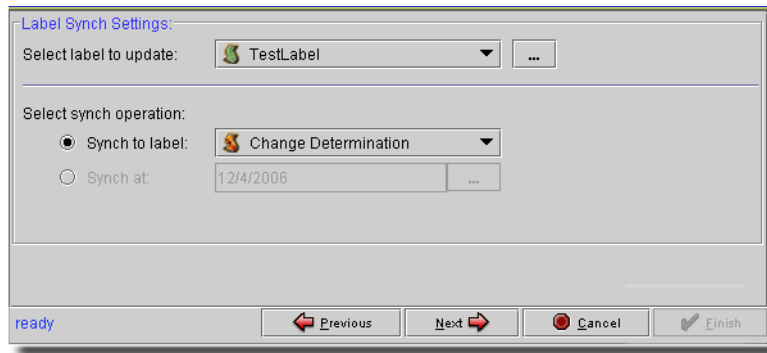 Label Synch Settings:
Select label to update: TestLabel ...
Select synch operation:
Synch to label: Change Determination
Synch at: 12/4/2006 ...
ready Previous Next Cancel Finish